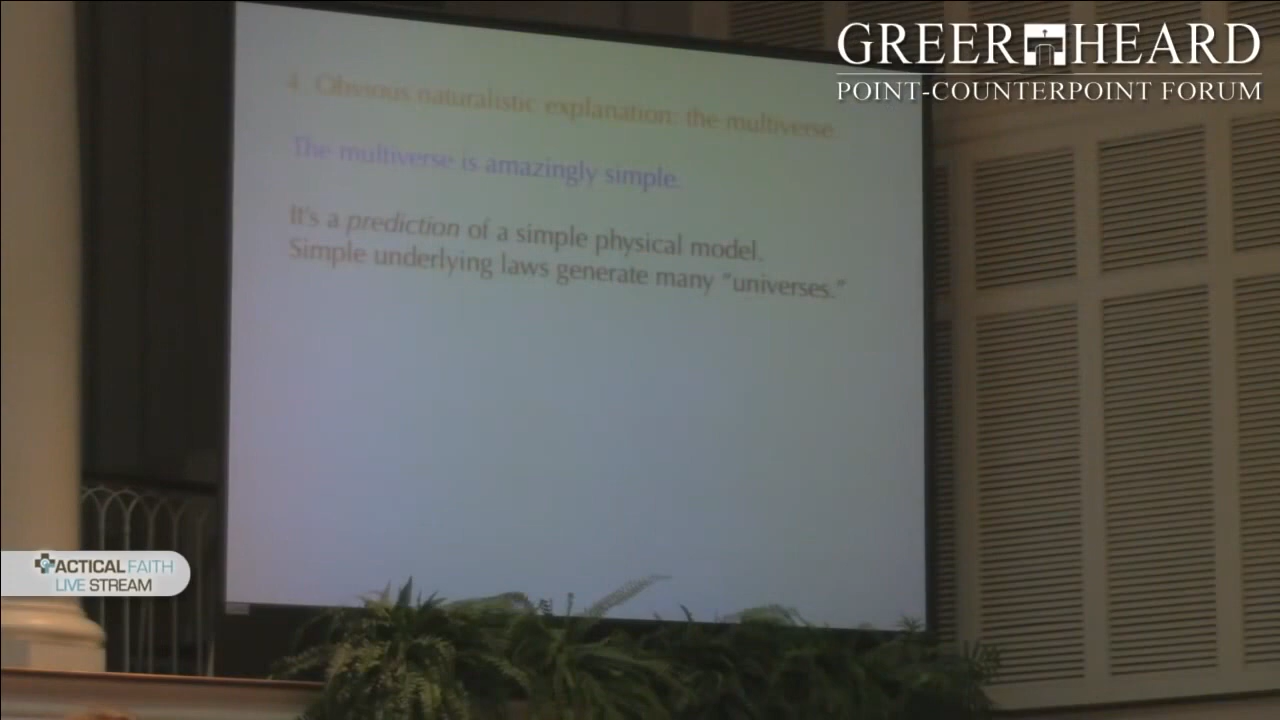 GREER HEARD
POINT-COUNTERPOINT FORUM
4. Obvious naturalistic explanation: the multiverse
The multiverse is amazingly simple.
It's a prediction of a simple physical model.
Simple underlying laws generate many “universes.”
TACTICAL FAITH
LIVE STREAM